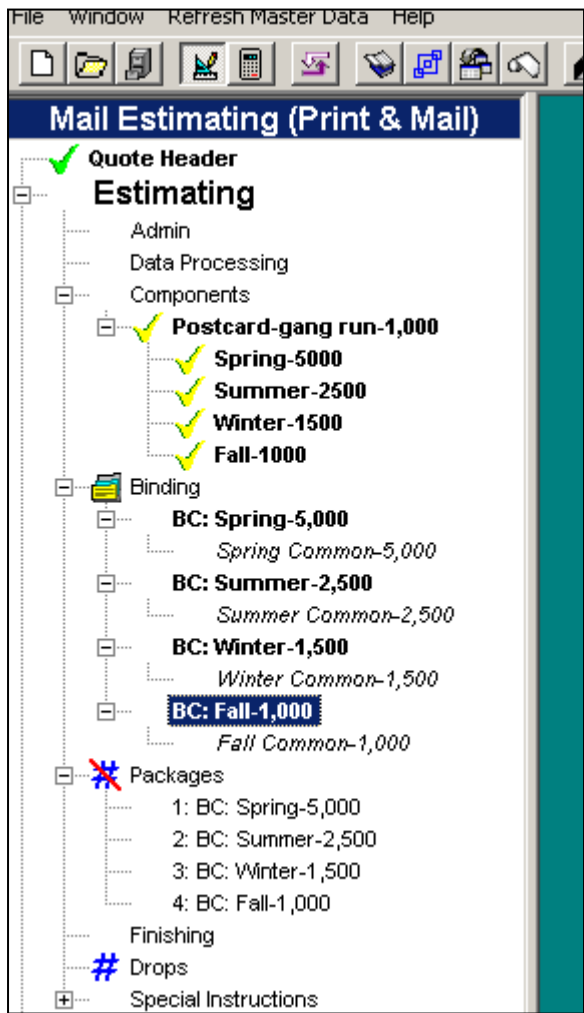 File Window Refresh Master Data Help
Mail Estimating (Print & Mail)
Quote Header
Estimating
Admin
Data Processing
Components
Postcard-gang run-1,000
Spring-5000
Summer-2500
Winter-1500
Fall-1000
Binding
BC: Spring-5,000
Spring Common-5,000
BC: Summer-2,500
Summer Common-2,500
BC: Winter-1,500
Winter Common-1,500
BC: Fall-1,000
Fall Common-1,000
Packages
1: BC: Spring-5,000
2: BC: Summer-2,500
3: BC: Winter-1,500
4: BC: Fall-1,000
Finishing
Drops
Special Instructions